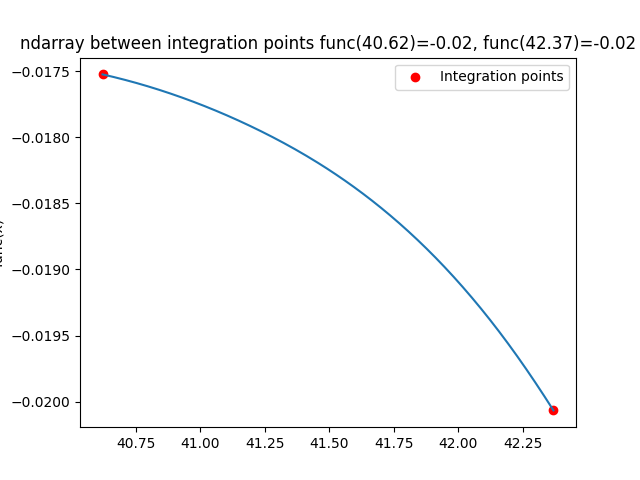 ndarray between integration points func(40.62)=-0.02, func(42.37)=-0.02
Integration points
−0.0175
−0.0180
−0.0185
−0.0190
−0.0195
−0.0200
40.75 41.00 41.25 41.50 41.75 42.00 42.25